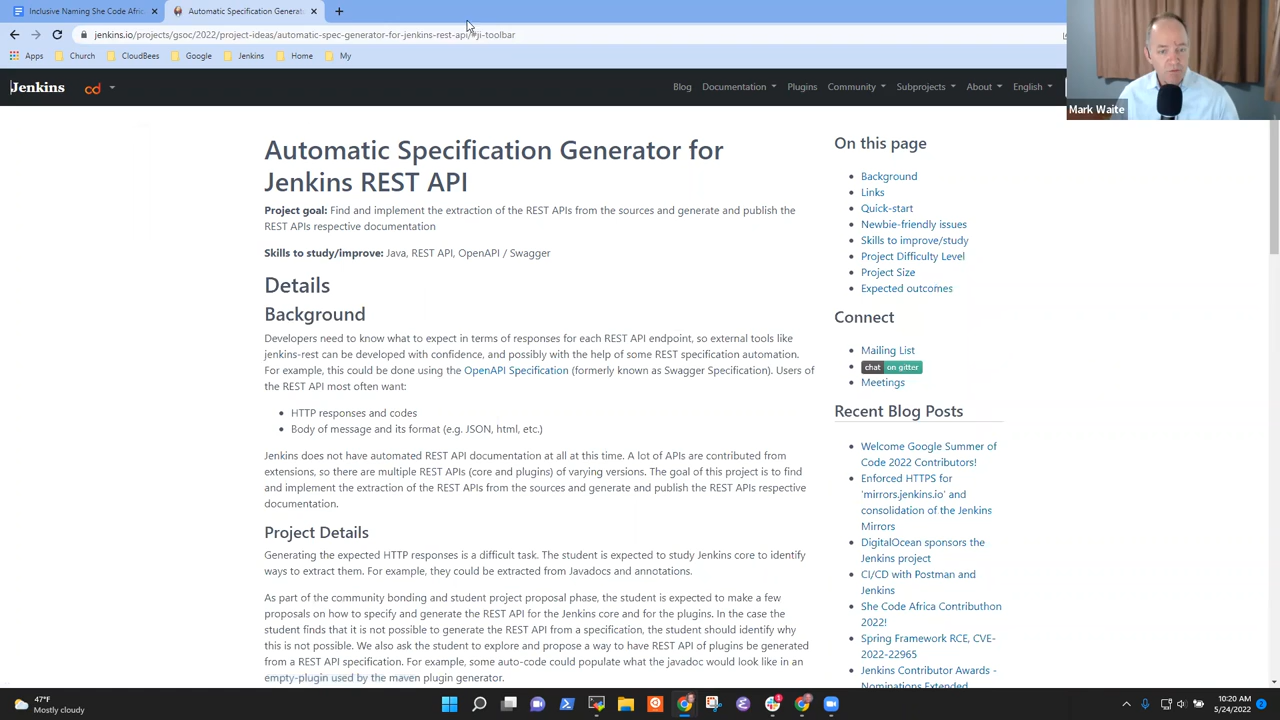 Inclusive Naming She Code Afric
Automatic Specification Generat
jenkins.io/projects/gsoc/2022/project-ideas/automatic-spec-generator-for-jenkins-rest-api/#ji-toolbar
Apps Church CloudBees Google Jenkins Home My
Jenkins cd Blog Documentation Plugins Community Subprojects About English
Mark Waite
Automatic Specification Generator for
Jenkins REST API
Project goal: Find and implement the extraction of the REST APIs from the sources and generate and publish the
REST APIs respective documentation
Skills to study/improve: Java, REST API, OpenAPI / Swagger
Details
Background
Developers need to know what to expect in terms of responses for each REST API endpoint, so external tools like
jenkins-rest can be developed with confidence, and possibly with the help of some REST specification automation.
For example, this could be done using the OpenAPI Specification (formerly known as Swagger Specification). Users of
the REST API most often want:
HTTP responses and codes
Body of message and its format (e.g. JSON, html, etc.)
Jenkins does not have automated REST API documentation at all at this time. A lot of APIs are contributed from
extensions, so there are multiple REST APIs (core and plugins) of varying versions. The goal of this project is to find
and implement the extraction of the REST APIs from the sources and generate and publish the REST APIs respective
documentation.
Project Details
Generating the expected HTTP responses is a difficult task. The student is expected to study Jenkins core to identify
ways to extract them. For example, they could be extracted from Javadocs and annotations.
As part of the community bonding and student project proposal phase, the student is expected to make a few
proposals on how to specify and generate the REST API for the Jenkins core and for the plugins. In the case the
student finds that it is not possible to generate the REST API from a specification, the student should identify why
this is not possible. We also ask the student to explore and propose a way to have REST API of plugins be generated
from a REST API specification. For example, some auto-code could populate what the javadoc would look like in an
empty-plugin used by the maven plugin generator.
On this page
Background
Links
Quick-start
Newbie-friendly issues
Skills to improve/study
Project Difficulty Level
Project Size
Expected outcomes
Connect
Mailing List
chat on gitter
Meetings
Recent Blog Posts
Welcome Google Summer of
Code 2022 Contributors!
Enforced HTTPS for
'mirrors.jenkins.io' and
consolidation of the Jenkins
Mirrors
DigitalOcean sponsors the
Jenkins project
CI/CD with Postman and
Jenkins
She Code Africa Contributhon
2022!
Spring Framework RCE, CVE-
2022-22965
Jenkins Contributor Awards -
Nominations Extended
47°F
Mostly cloudy
10:20 AM
5/24/2022